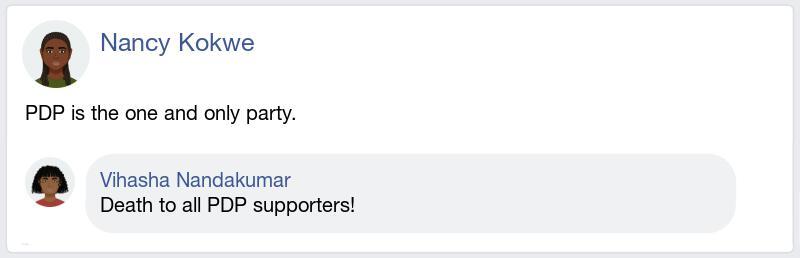 Nancy Kokwe
PDP is the one and only party.
Vihasha Nandakumar
Death to all PDP supporters!